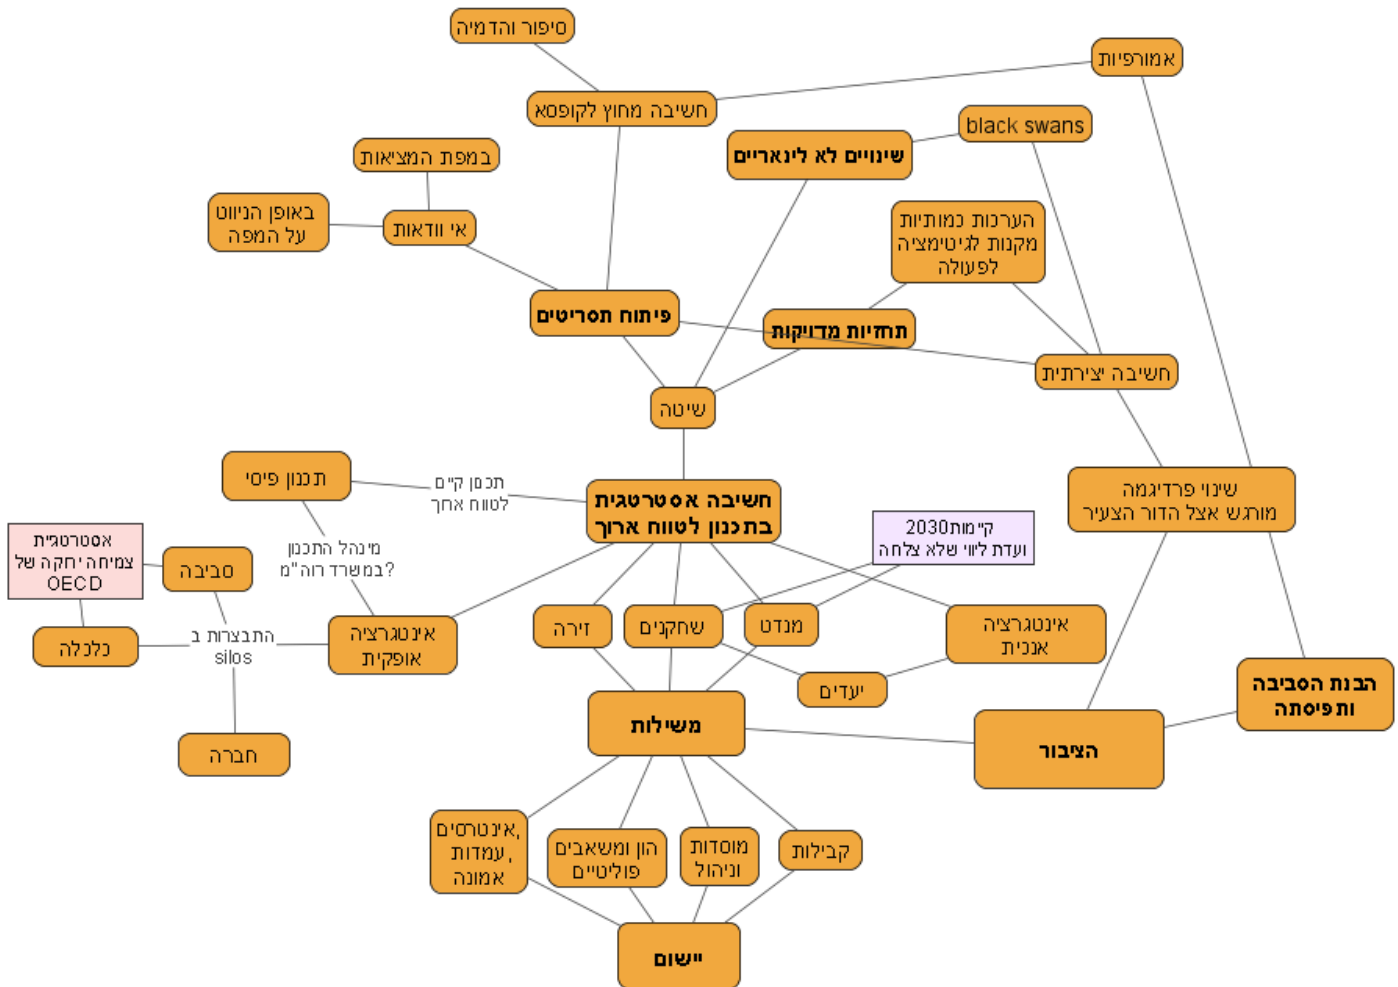 סיפור והדמיה
אמורפיות
חשיבה מחוץ לקופסא
black swans
שינויים לא לינאריים
במפת המציאות
באופן הניווט
על המפה
אי וודאות
הערכות כמותיות
מקנות לגיטימציה
לפעולה
פיתוח תסריטים
תחזיות מדויקות
חשיבה יצירתית
שיטה
תכנון פיסי
תכנון קיים
לטווח ארוך
חשיבה אסטרטגית
בתכנון לטווח ארוך
שינוי פרדיגמה
מורגש אצל הדור הצעיר
קיימות2030
ועדת ליווי שלא צלחה
אסטרטגיית
צמיחה ירוקה של
OECD
סביבה
מינהל התכנון
במשרד רוה"מ?
כלכלה
התבצרות ב
silos
אינטגרציה
אופקית
זירה
שחקנים
מנדט
אינטגרציה
אנכית
יעדים
הבנת הסביבה
ותפיסתה
משילות
הציבור
חברה
אינטרסים,
עמדות,
אמונה
הון ומשאבים
פוליטיים
מוסדות
וניהול
קבילות
יישום